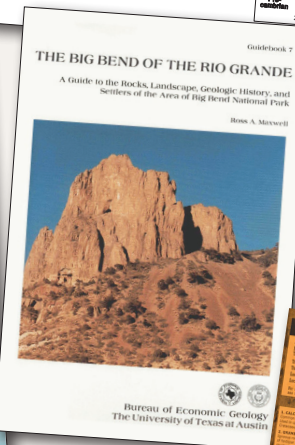 cambrian
Guidebook 7
THE BIG BEND OF THE RIO GRANDE
A Guide to the Rocks, Landscape, Geologic History, and
Settlers of the Area of Big Bend National Park
Ross A. Maxwell
Bureau of Economic Geology
The University of Texas at Austin